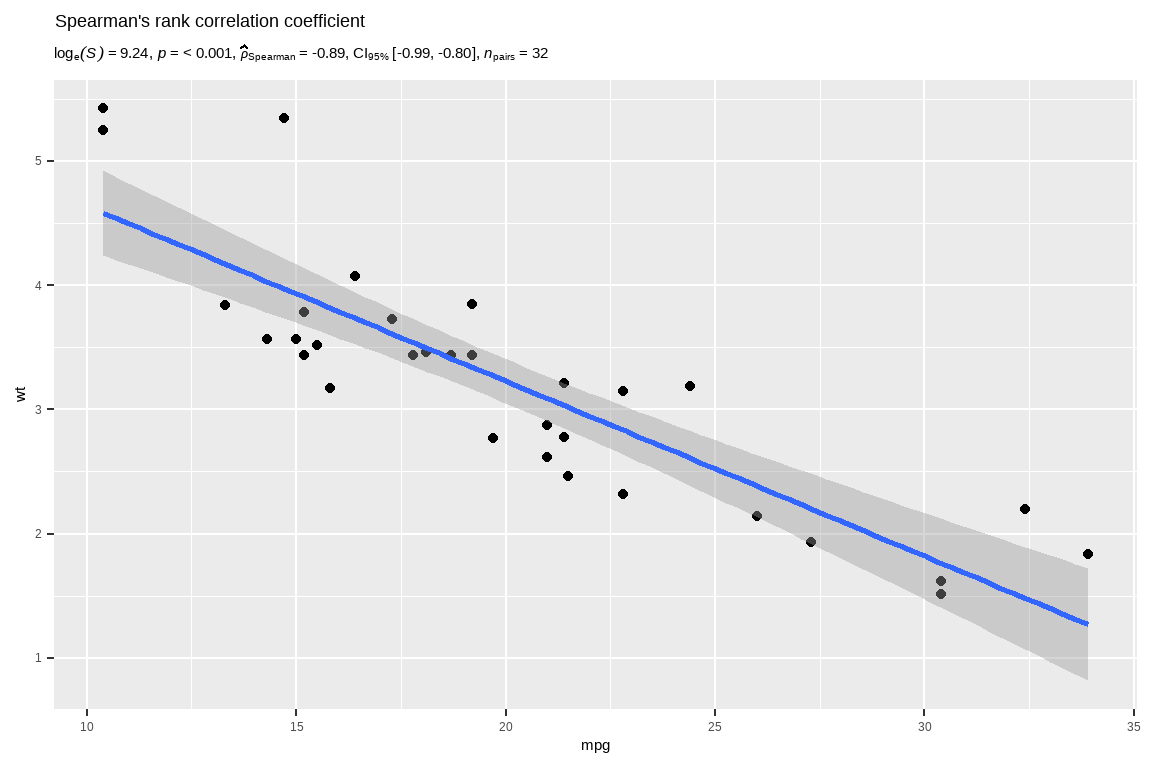 Spearman's rank correlation coefficient
logₑ(S) = 9.24, p = < 0.001, ρ̂Spearman = -0.89, CI95% [-0.99, -0.80], npairs = 32
5
4
3
2
1
wt
10 15 20 25 30 35
mpg